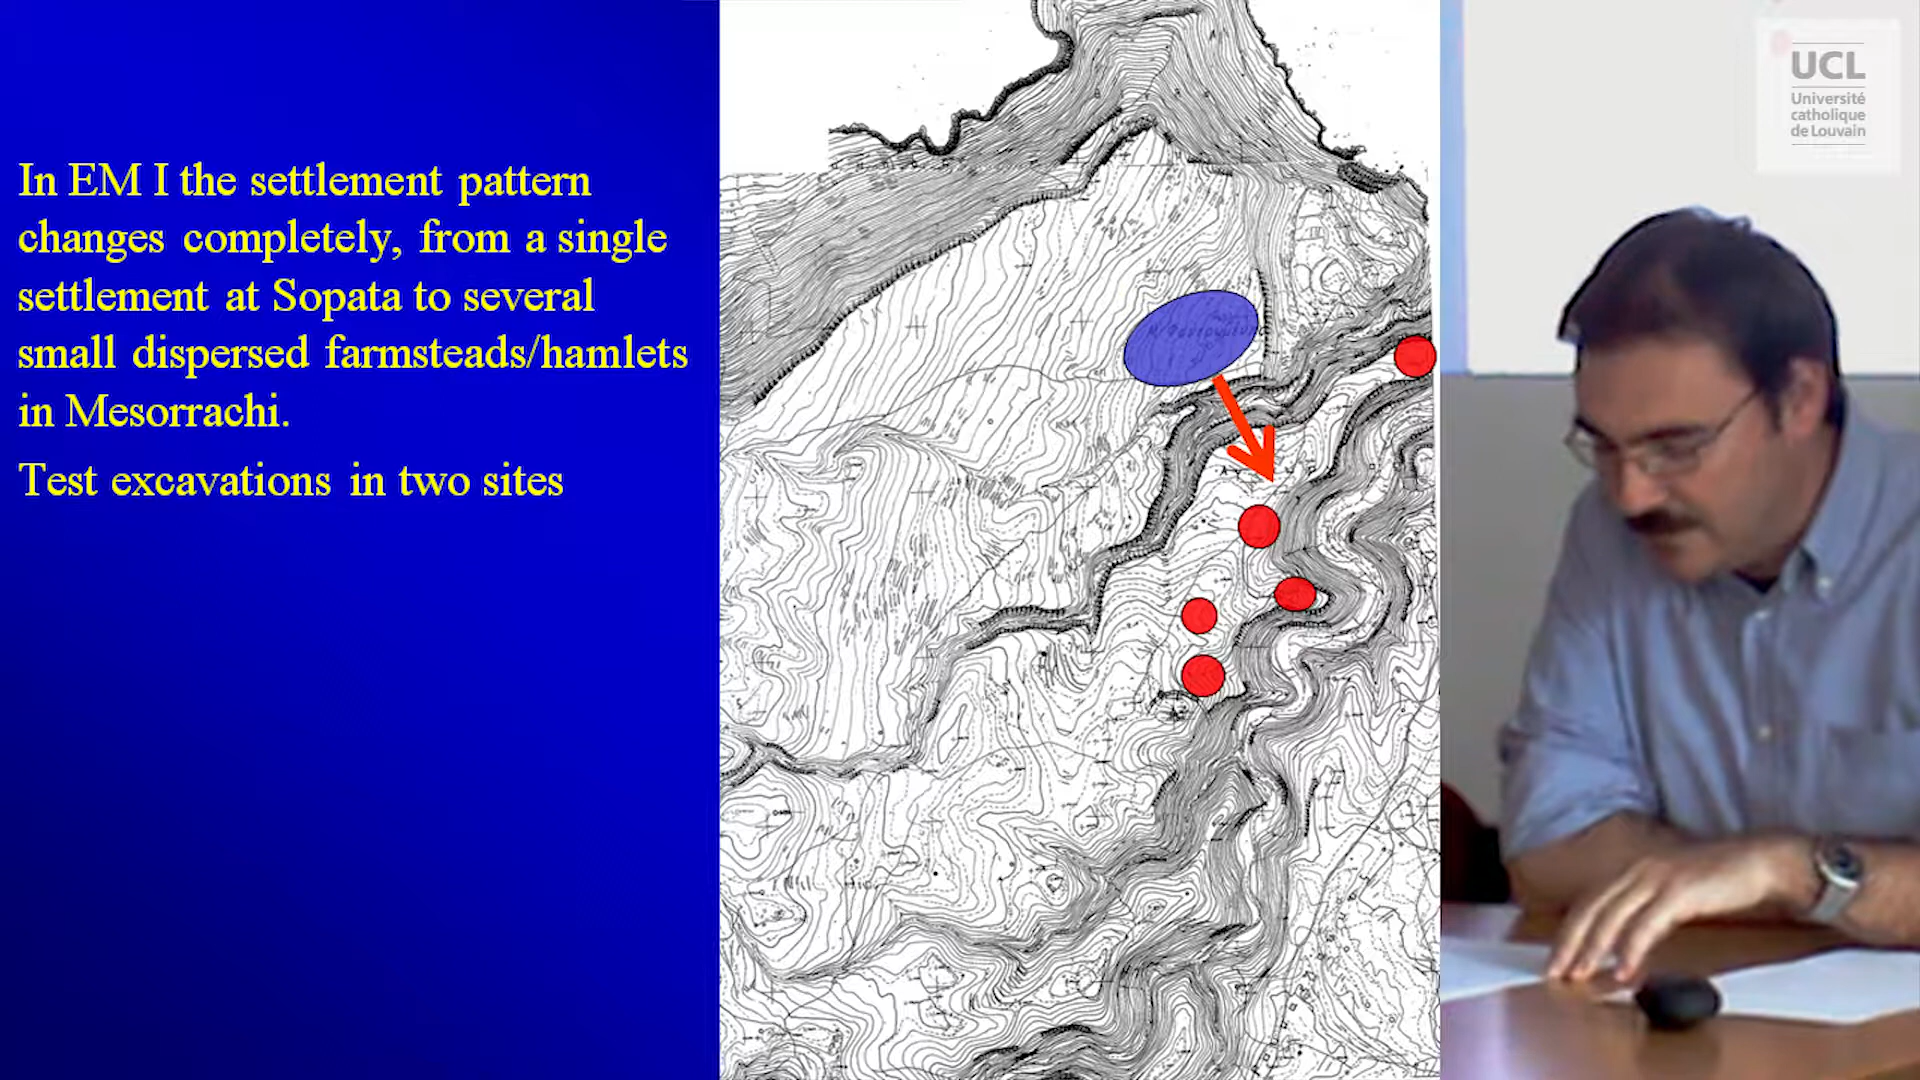 In EM I the settlement pattern
changes completely, from a single
settlement at Sopata to several
small dispersed farmsteads/hamlets
in Mesorrachi.
Test excavations in two sites
UCL
Université
catholique
de Louvain